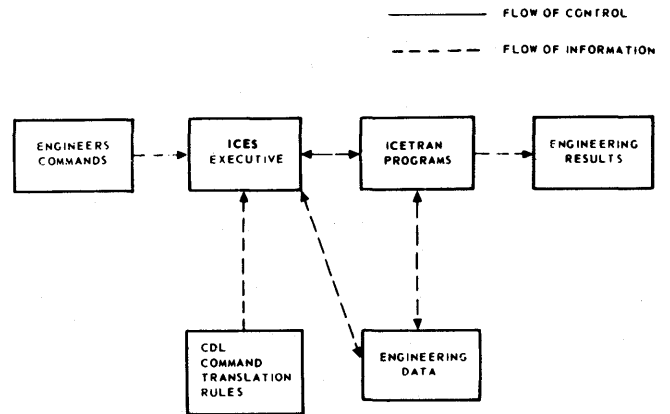 FLOW OF CONTROL
FLOW OF INFORMATION
ENGINEERS
COMMANDS
ICES
EXECUTIVE
ICETRAN
PROGRAMS
ENGINEERING
RESULTS
CDL
COMMAND
TRANSLATION
RULES
ENGINEERING
DATA